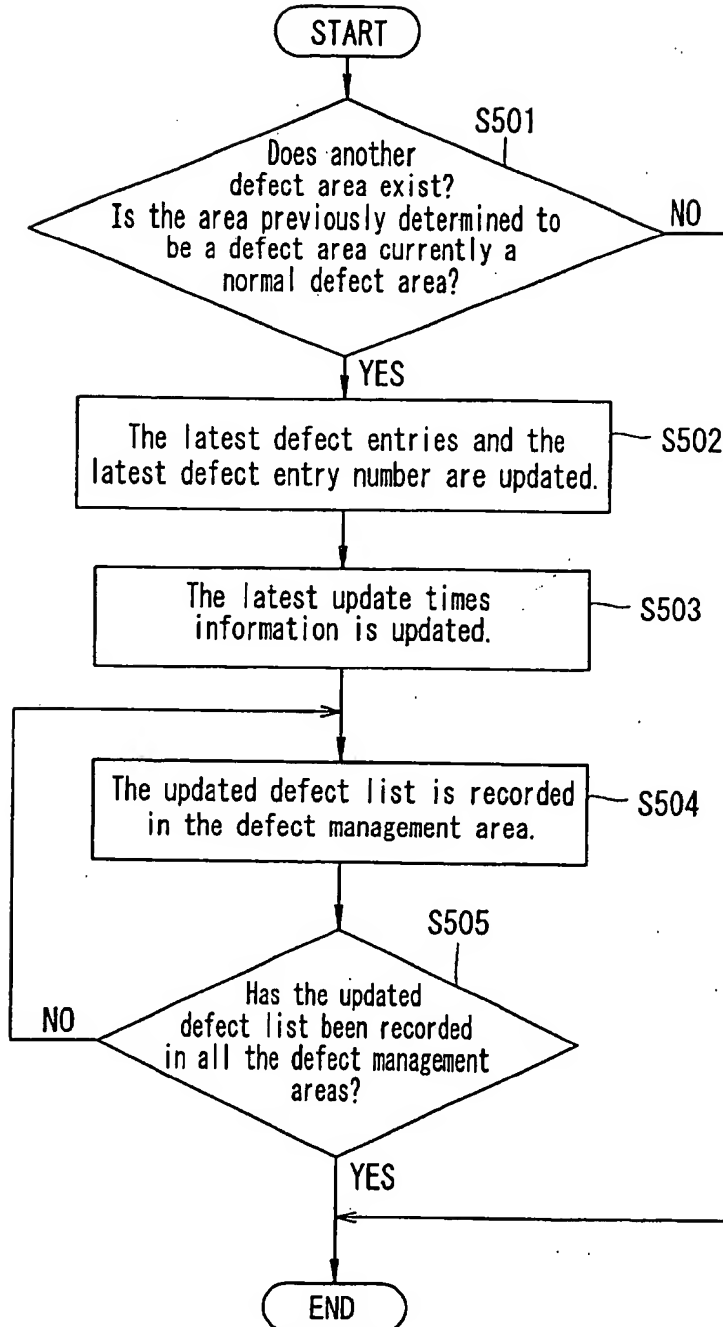 START
S501
Does another
defect area exist?
Is the area previously determined to
be a defect area currently a
normal defect area?
NO
YES
The latest defect entries and the
latest defect entry number are updated.
S502
The latest update times
information is updated.
S503
The updated defect list is recorded
in the defect management area.
S504
S505
Has the updated
defect list been recorded
in all the defect management
areas?
NO
YES
END